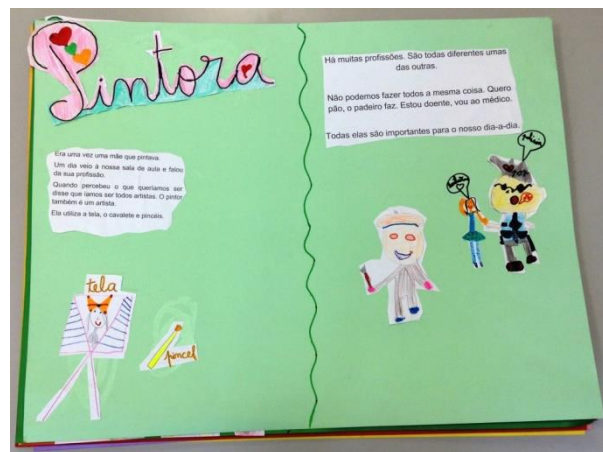 Pintora
Era uma vez uma mãe que pintava.
Um dia veio à nossa sala de aula e falou
da sua profissão.
Quando percebeu o que queríamos ser
disse que íamos ser todos artistas. O pintor
também é um artista.
Ela utiliza a tela, o cavalete e pincéis.
tela
pincel
Há muitas profissões. São todas diferentes umas
das outras.
Não podemos fazer todos a mesma coisa. Quero
pão, o padeiro faz. Estou doente, vou ao médico.
Todas elas são importantes para o nosso dia-a-dia.